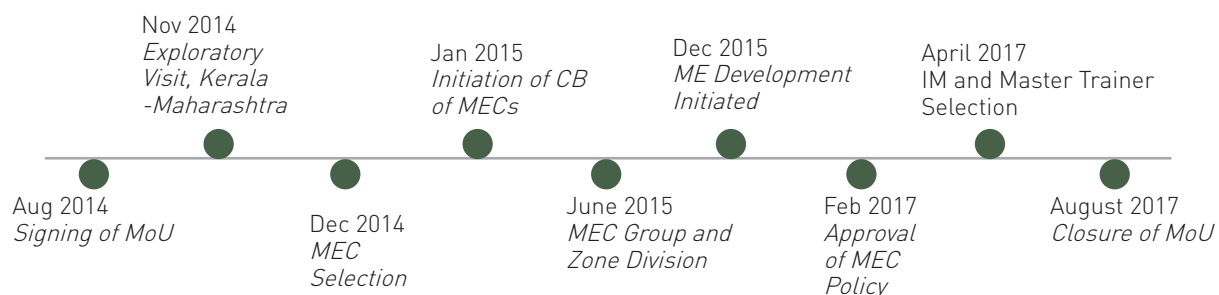 Nov 2014
Exploratory
Visit, Kerala
-Maharashtra
Jan 2015
Initiation of CB
of MECs
Dec 2015
ME Development
Initiated
April 2017
IM and Master Trainer
Selection
Aug 2014
Signing of MoU
Dec 2014
MEC
Selection
June 2015
MEC Group and
Zone Division
Feb 2017
Approval
of MEC
Policy
August 2017
Closure of MoU